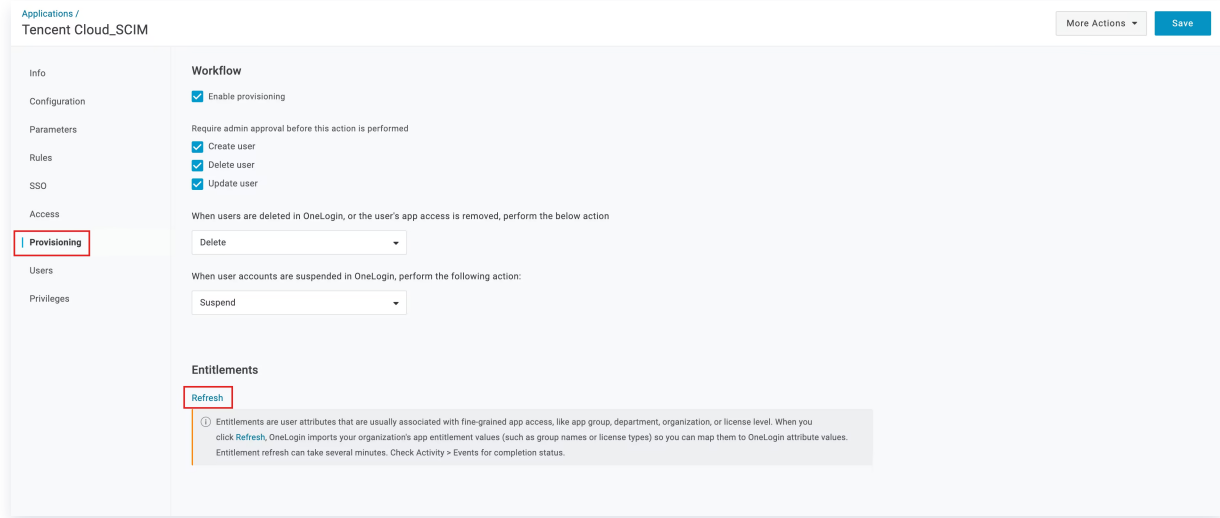 Applications /
Tencent Cloud_SCIM
More Actions
Save
Info
Configuration
Parameters
Rules
SSO
Access
Provisioning
Users
Privileges
Workflow
Enable provisioning
Require admin approval before this action is performed
Create user
Delete user
Update user
When users are deleted in OneLogin, or the user's app access is removed, perform the below action
Delete
When user accounts are suspended in OneLogin, perform the following action:
Suspend
Entitlements
Refresh
Entitlements are user attributes that are usually associated with fine-grained app access, like app group, department, organization, or license level. When you
click Refresh, OneLogin imports your organization's app entitlement values (such as group names or license types) so you can map them to OneLogin attribute values.
Entitlement refresh can take several minutes. Check Activity > Events for completion status.